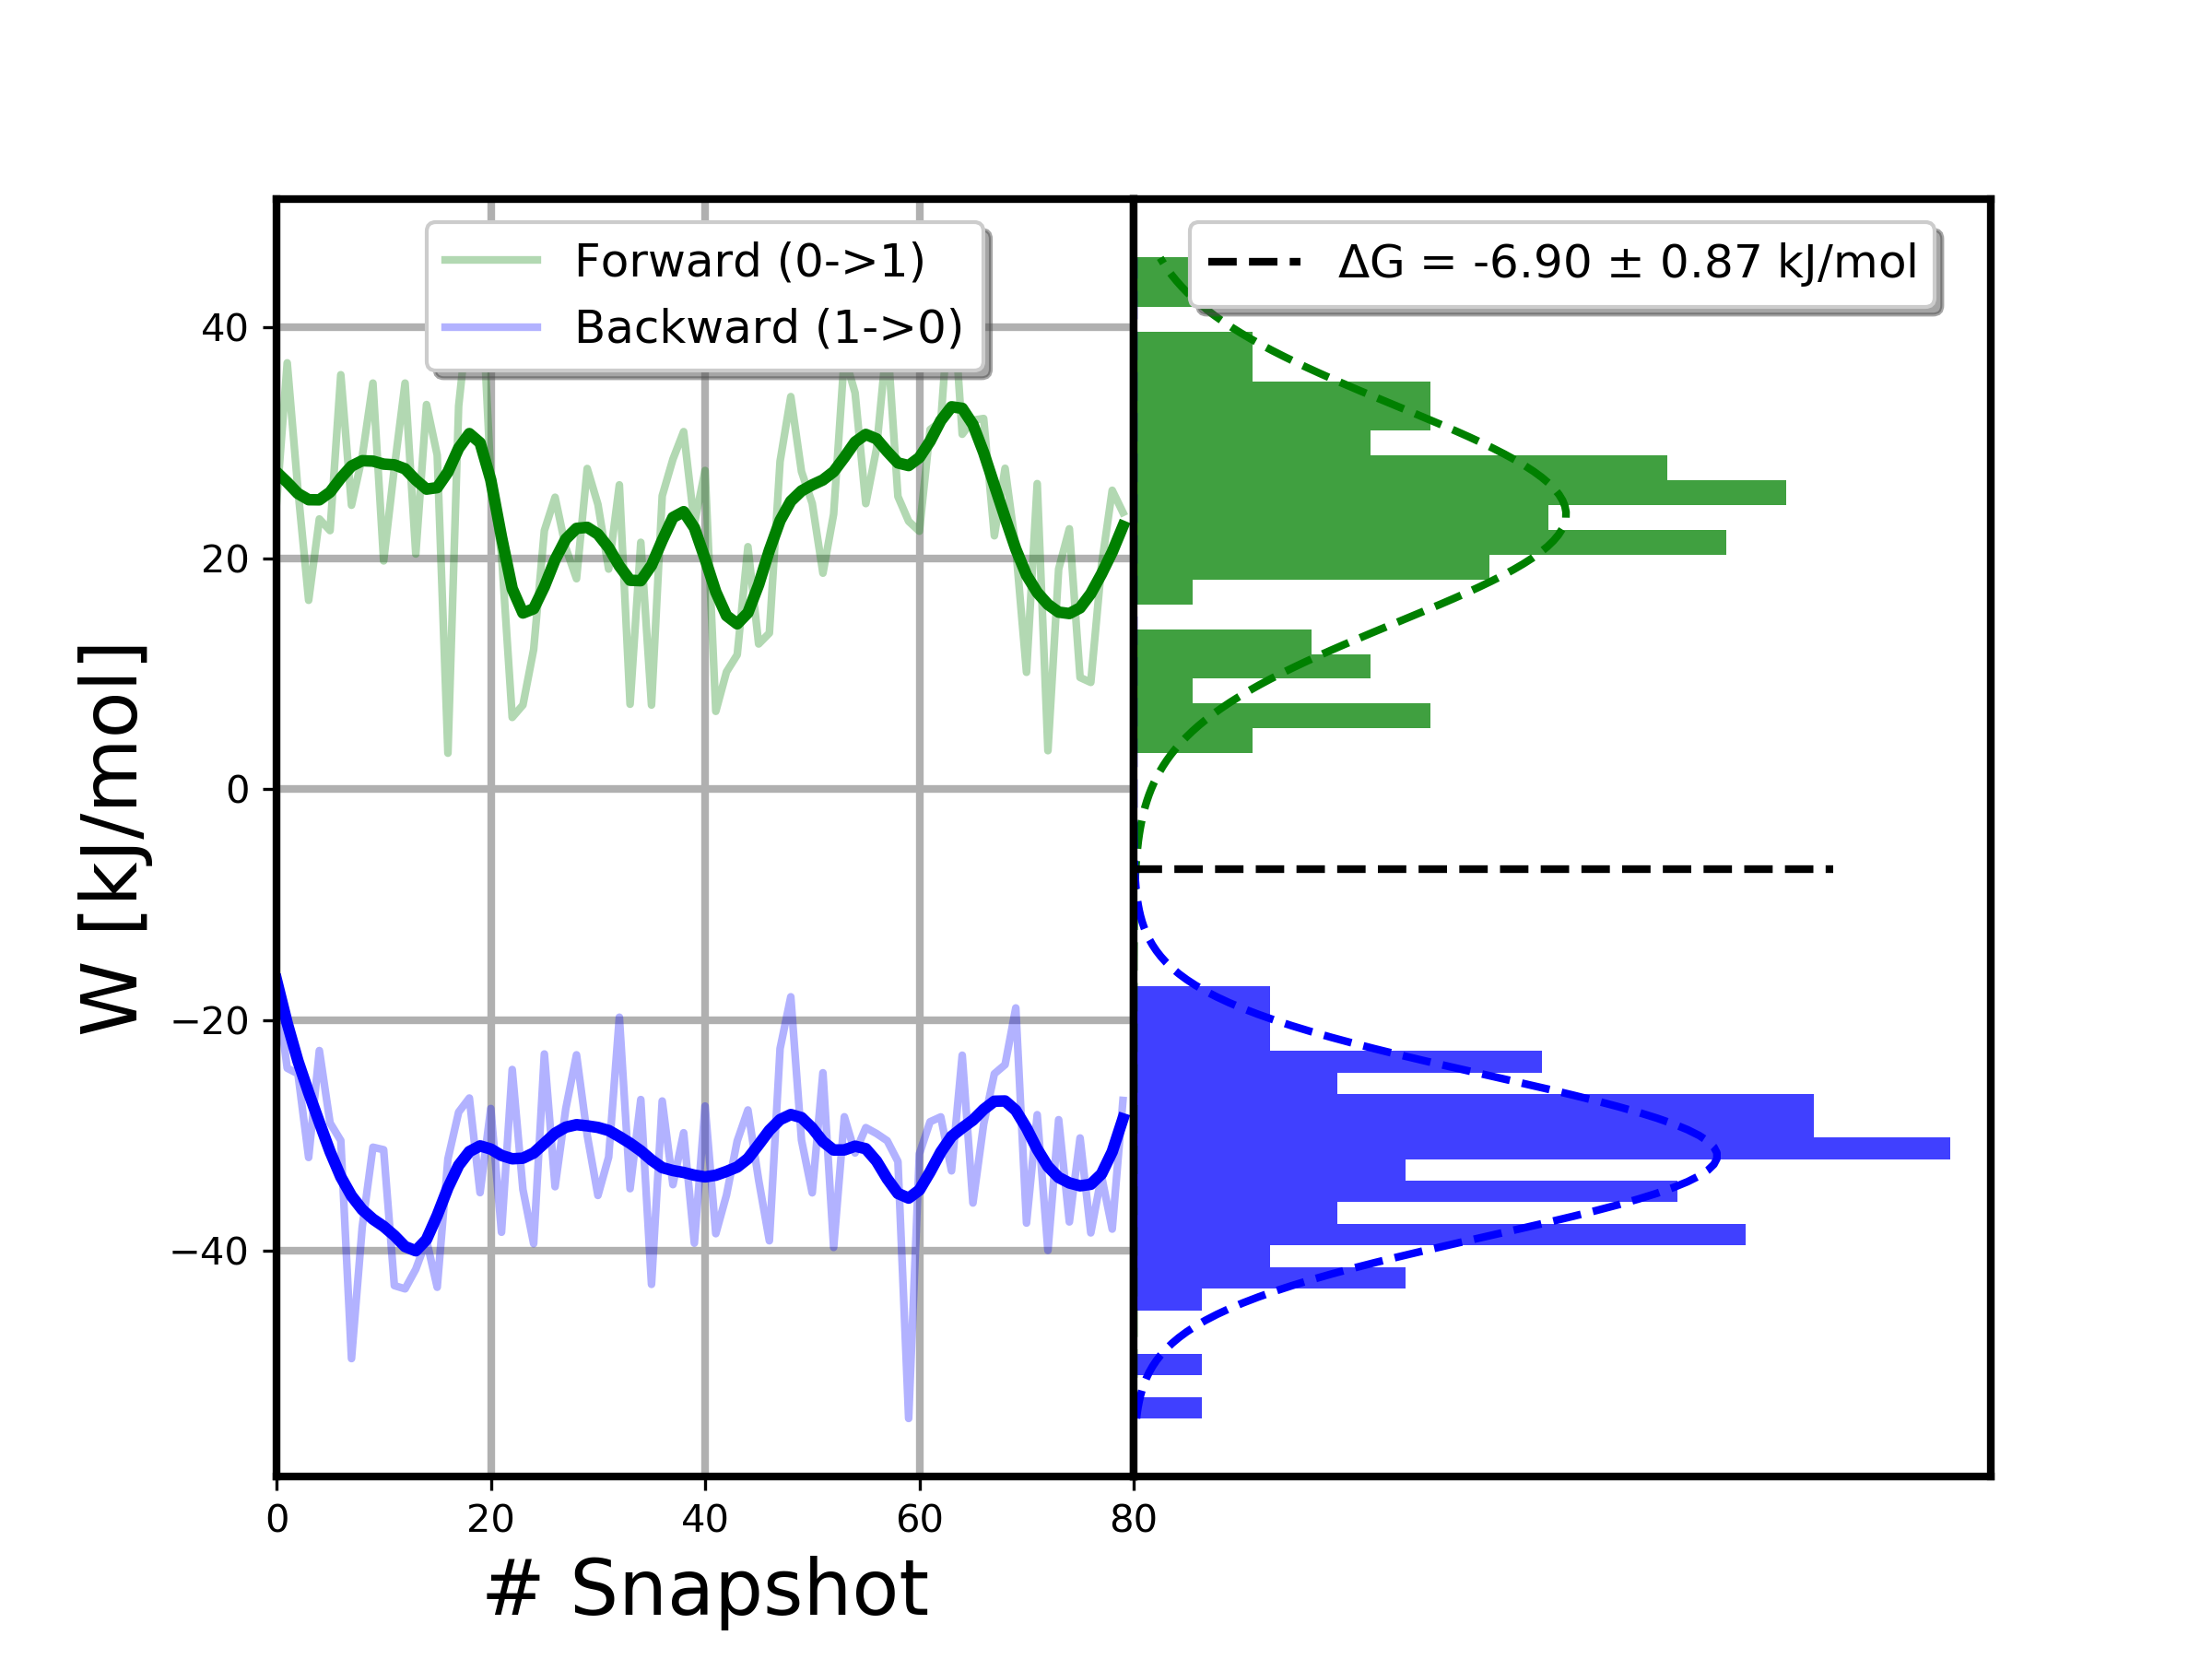 Forward (0->1)
Backward (1->0)
ΔG = -6.90 ± 0.87 kJ/mol
W [kJ/mol]
40
20
0
−20
−40
0 20 40 60 80
# Snapshot